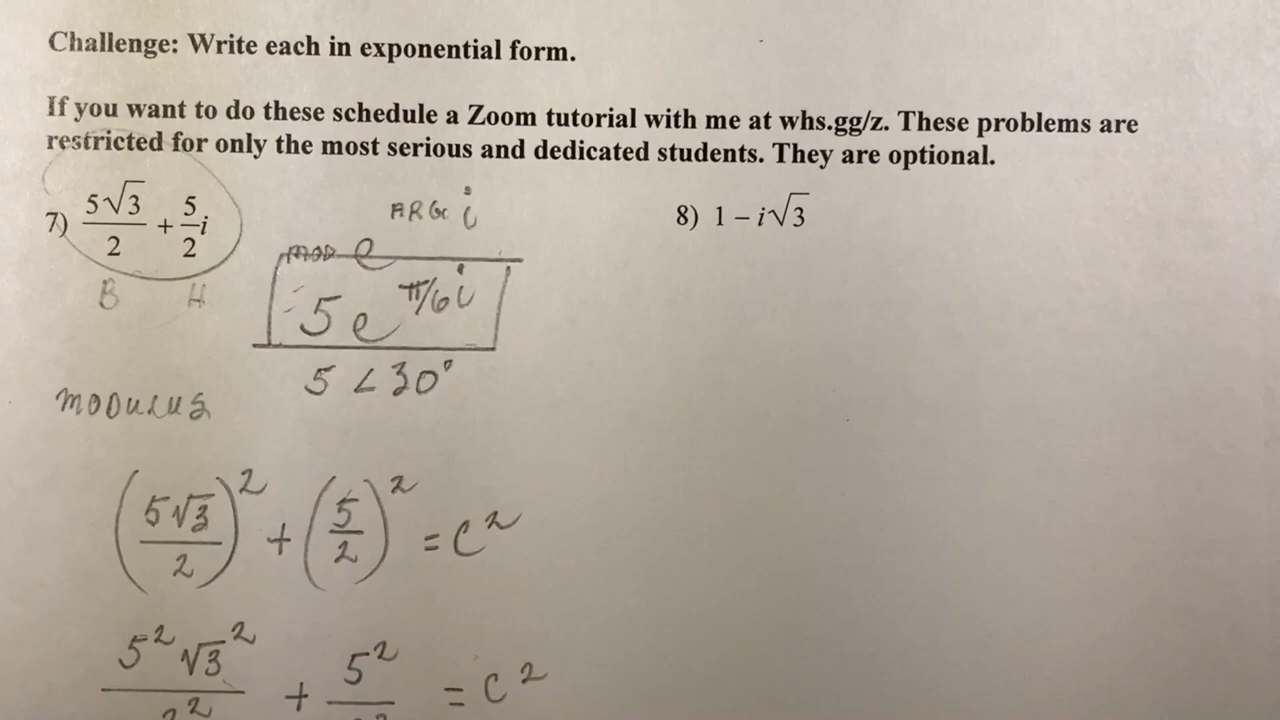 Challenge: Write each in exponential form.
If you want to do these schedule a Zoom tutorial with me at whs.gg/z. These problems are
restricted for only the most serious and dedicated students. They are optional.
7) 5√3/2 + 5/2 i
8) 1 – i√3
ARG i
MOD e
B H
5 e^π/6 i
5 < 30°
MODULUS
(5√3/2)² + (5/2)² = c²
5²√3²/2² + 5²/ = c²